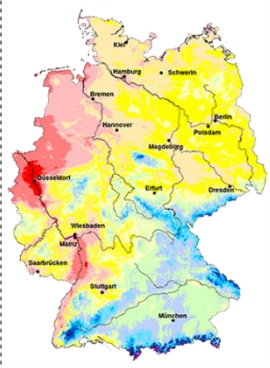 Kiel
Hamburg
Schwerin
Bremen
Berlin
Hannover
Potsdam
Magdeburg
Düsseldorf
Erfurt
Dresden
Wiesbaden
Mainz
Saarbrücken
Stuttgart
München